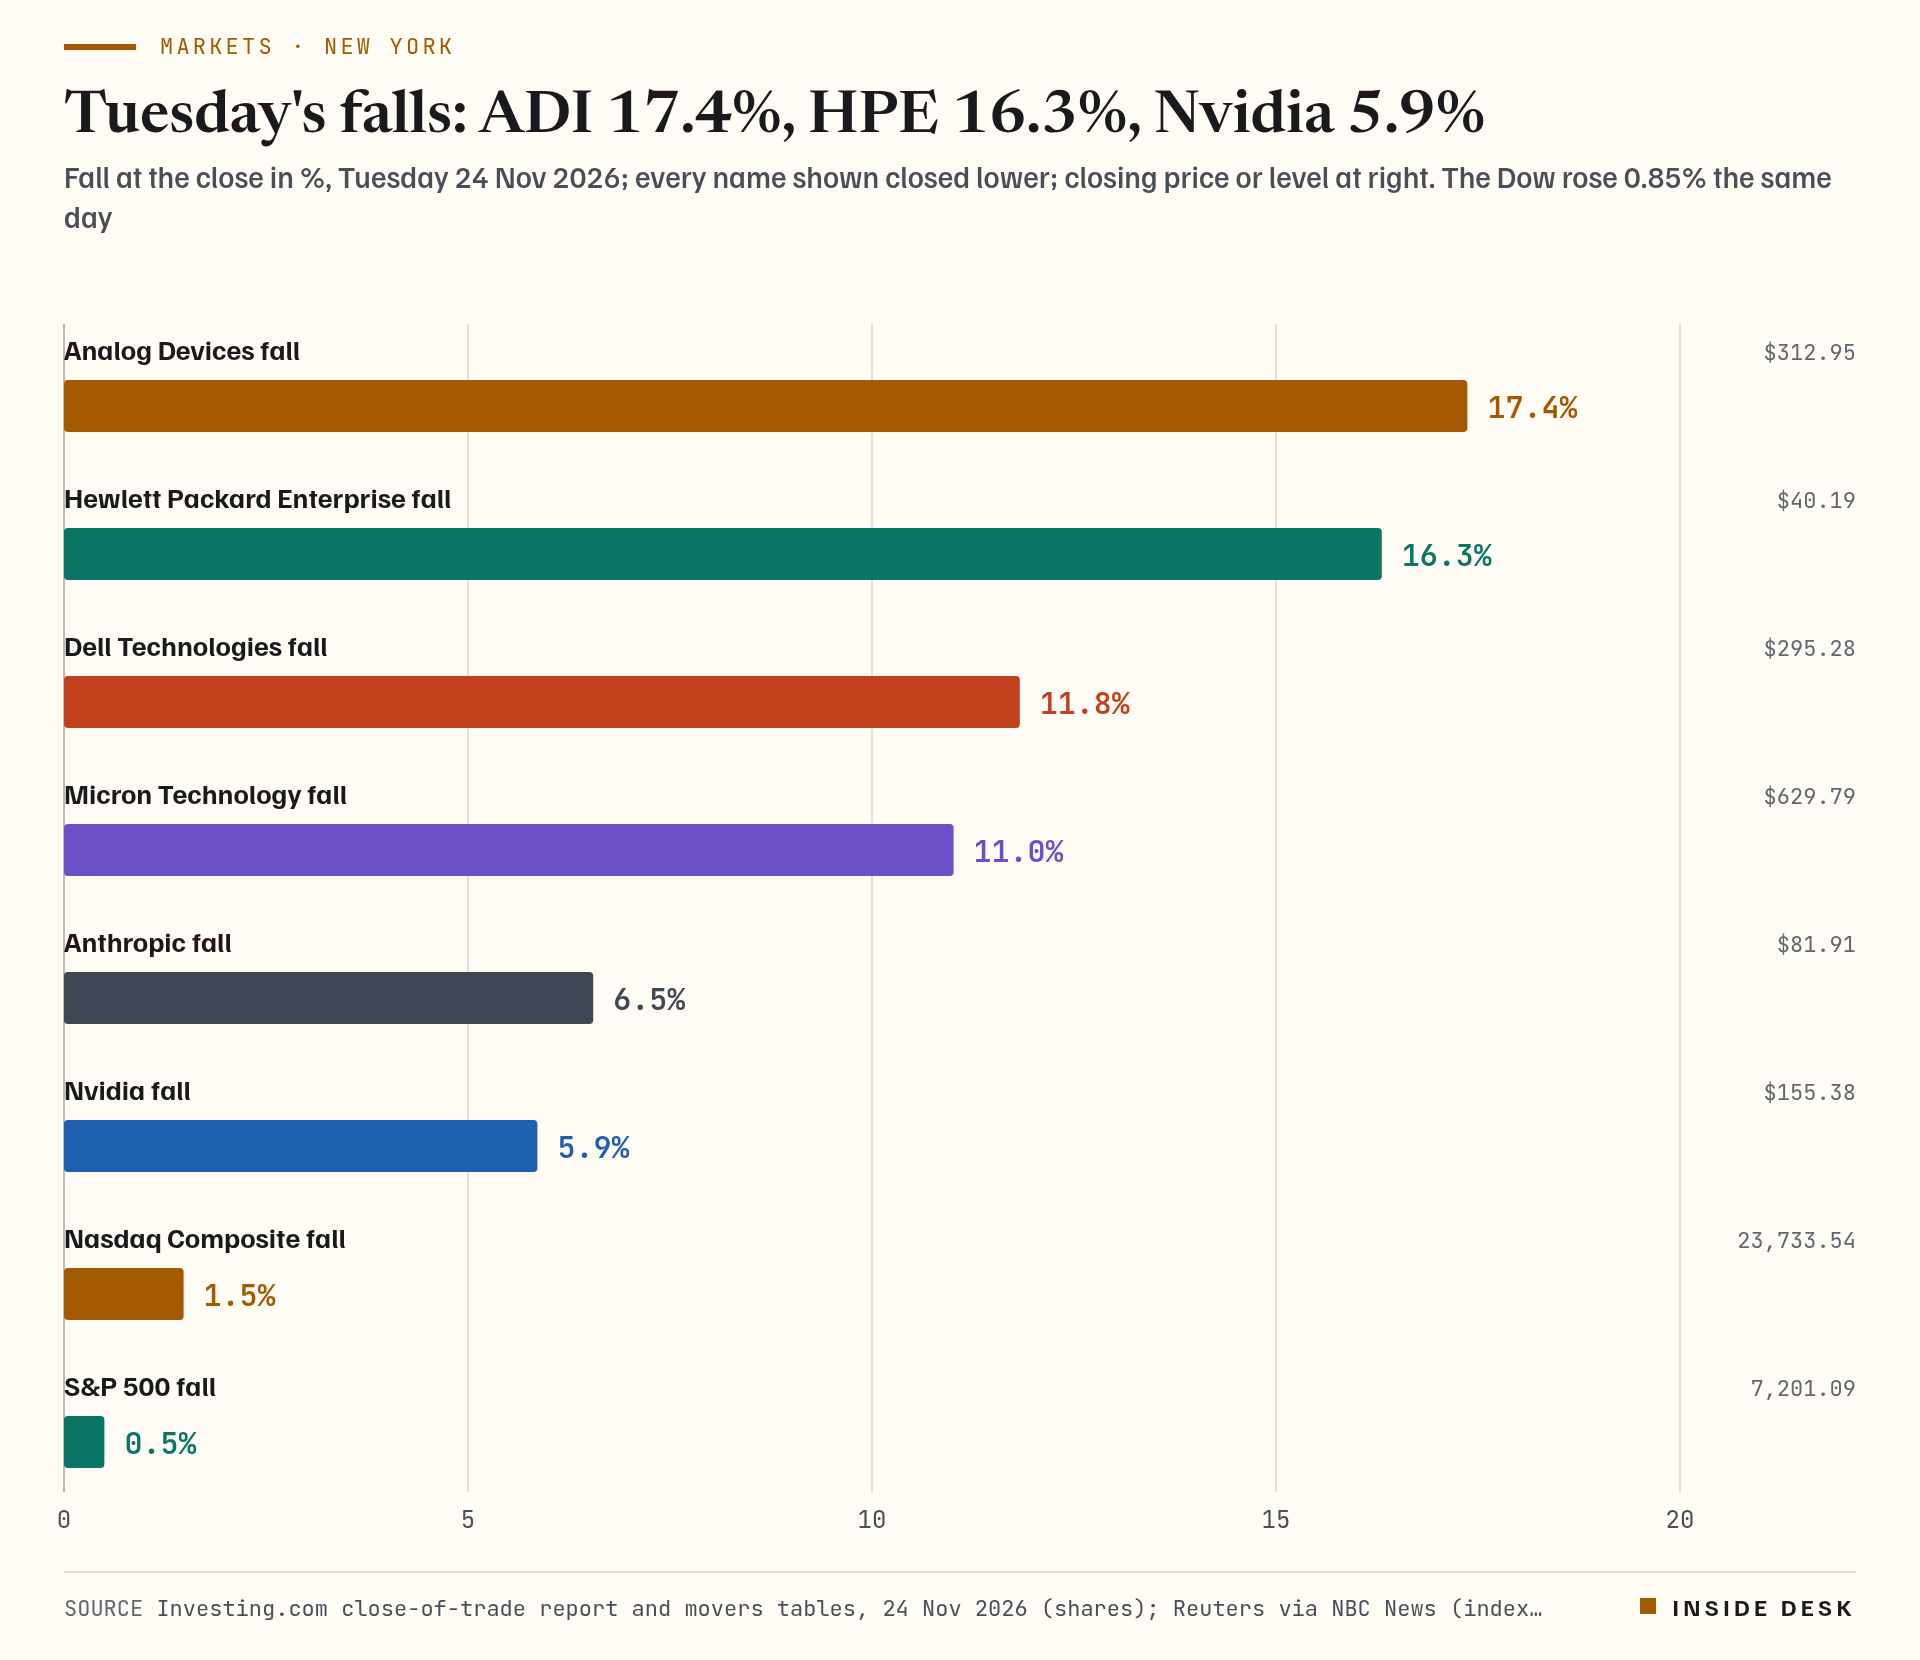 MARKETS · NEW YORK
Tuesday's falls: ADI 17.4%, HPE 16.3%, Nvidia 5.9%
Fall at the close in %, Tuesday 24 Nov 2026; every name shown closed lower; closing price or level at right. The Dow rose 0.85% the same
day
Analog Devices fall $312.95
17.4%
Hewlett Packard Enterprise fall $40.19
16.3%
Dell Technologies fall $295.28
11.8%
Micron Technology fall $629.79
11.0%
Anthropic fall $81.91
6.5%
Nvidia fall $155.38
5.9%
Nasdaq Composite fall 23,733.54
1.5%
S&P 500 fall 7,201.09
0.5%
0 5 10 15 20
SOURCE Investing.com close-of-trade report and movers tables, 24 Nov 2026 (shares); Reuters via NBC News (index… INSIDE DESK